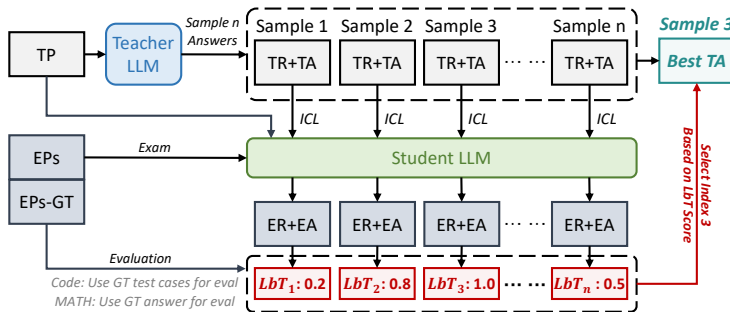 Sample n
Answers
Sample 1
Sample 2
Sample 3
Sample n
Sample 3
TP
Teacher
LLM
TR+TA
TR+TA
TR+TA
... ...
TR+TA
Best TA
ICL
ICL
ICL
ICL
EPs
Exam
Student LLM
EPs-GT
ER+EA
ER+EA
ER+EA
... ...
ER+EA
Select Index 3
Based on LbT
Score
Evaluation
Code: Use GT test cases for eval
MATH: Use GT answer for eval
LbT₁: 0.2
LbT₂: 0.8
LbT₃: 1.0
... ...
LbTₙ: 0.5